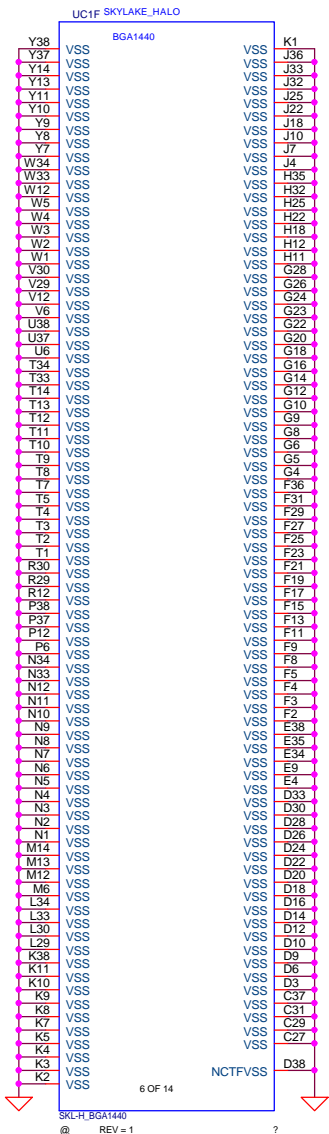 UC1F SKYLAKE_HALO
BGA1440
Y38 VSS VSS K1
Y37 VSS VSS J36
Y14 VSS VSS J33
Y13 VSS VSS J32
Y11 VSS VSS J25
Y10 VSS VSS J22
Y9 VSS VSS J18
Y8 VSS VSS J10
Y7 VSS VSS J7
W34 VSS VSS J4
W33 VSS VSS H35
W12 VSS VSS H32
W5 VSS VSS H25
W4 VSS VSS H22
W3 VSS VSS H18
W2 VSS VSS H12
W1 VSS VSS H11
V30 VSS VSS G28
V29 VSS VSS G26
V12 VSS VSS G24
V6 VSS VSS G23
U38 VSS VSS G22
U37 VSS VSS G20
U6 VSS VSS G18
T34 VSS VSS G16
T33 VSS VSS G14
T14 VSS VSS G12
T13 VSS VSS G10
T12 VSS VSS G9
T11 VSS VSS G8
T10 VSS VSS G6
T9 VSS VSS G5
T8 VSS VSS G4
T7 VSS VSS F36
T5 VSS VSS F31
T4 VSS VSS F29
T3 VSS VSS F27
T2 VSS VSS F25
T1 VSS VSS F23
R30 VSS VSS F21
R29 VSS VSS F19
R12 VSS VSS F17
P38 VSS VSS F15
P37 VSS VSS F13
P12 VSS VSS F11
P6 VSS VSS F9
N34 VSS VSS F8
N33 VSS VSS F5
N12 VSS VSS F4
N11 VSS VSS F3
N10 VSS VSS F2
N9 VSS VSS E38
N8 VSS VSS E35
N7 VSS VSS E34
N6 VSS VSS E9
N5 VSS VSS E4
N4 VSS VSS D33
N3 VSS VSS D30
N2 VSS VSS D28
N1 VSS VSS D26
M14 VSS VSS D24
M13 VSS VSS D22
M12 VSS VSS D20
M6 VSS VSS D18
L34 VSS VSS D16
L33 VSS VSS D14
L30 VSS VSS D12
L29 VSS VSS D10
K38 VSS VSS D9
K11 VSS VSS D6
K10 VSS VSS D3
K9 VSS VSS C37
K8 VSS VSS C31
K7 VSS VSS C29
K5 VSS VSS C27
K4 VSS
K3 VSS NCTFVSS D38
K2 VSS
6 OF 14
SKL-H_BGA1440
@ REV = 1 ?